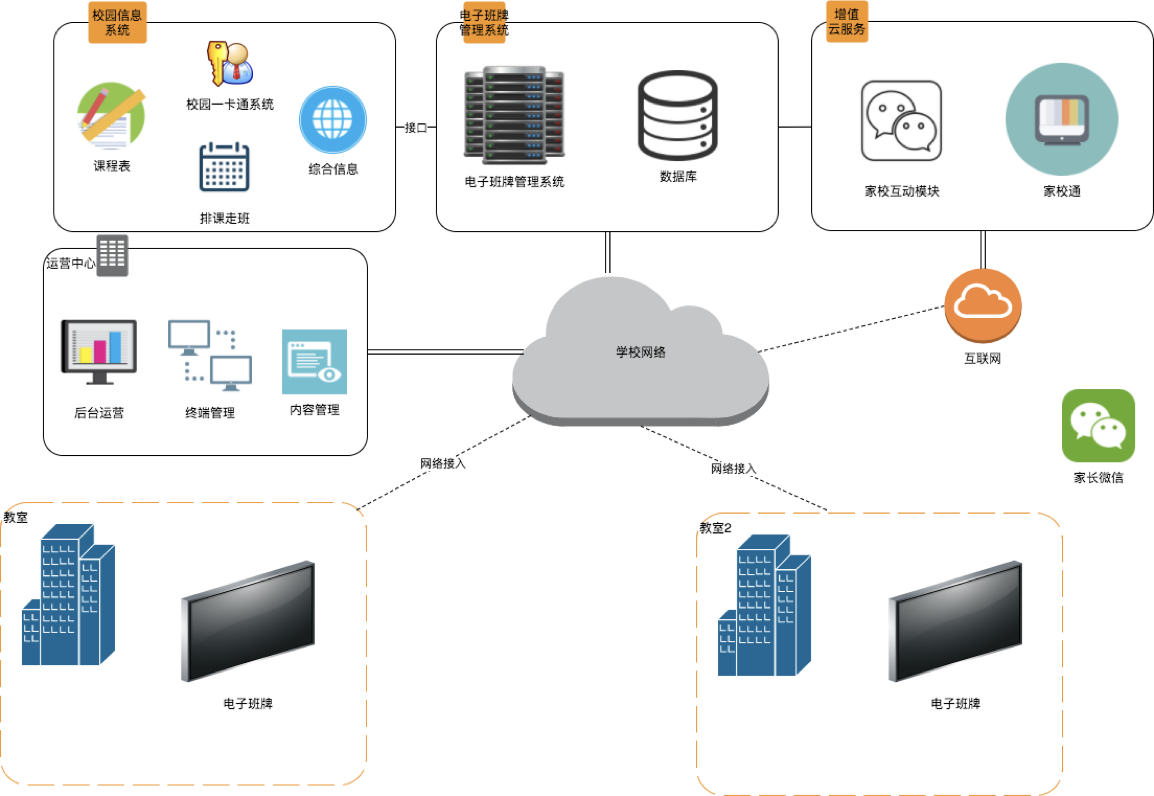 校园信息
系统
电子班牌
管理系统
增值
云服务
校园一卡通系统
课程表
综合信息
排课走班
接口
电子班牌管理系统
数据库
家校互动模块
家校通
运营中心
后台运营
终端管理
内容管理
学校网络
互联网
家长微信
网络接入
网络接入
教室
电子班牌
教室2
电子班牌